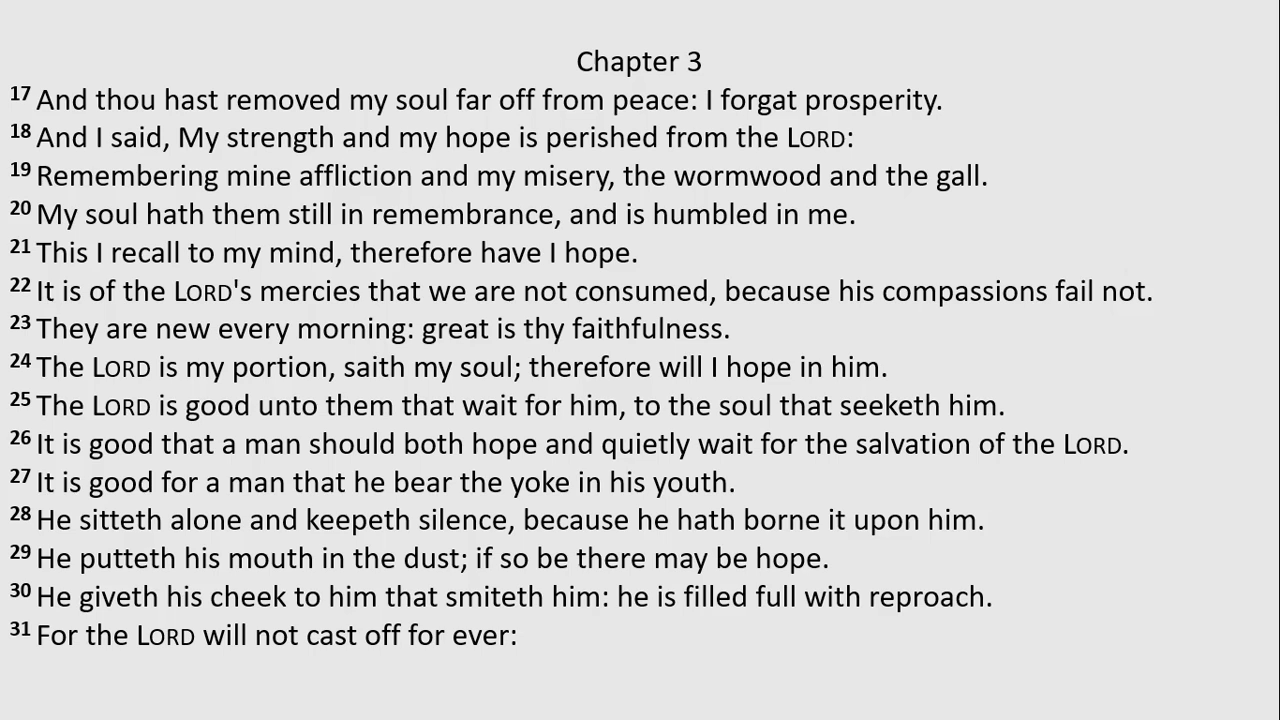 Chapter 3
17 And thou hast removed my soul far off from peace: I forgat prosperity.
18 And I said, My strength and my hope is perished from the LORD:
19 Remembering mine affliction and my misery, the wormwood and the gall.
20 My soul hath them still in remembrance, and is humbled in me.
21 This I recall to my mind, therefore have I hope.
22 It is of the LORD's mercies that we are not consumed, because his compassions fail not.
23 They are new every morning: great is thy faithfulness.
24 The LORD is my portion, saith my soul; therefore will I hope in him.
25 The LORD is good unto them that wait for him, to the soul that seeketh him.
26 It is good that a man should both hope and quietly wait for the salvation of the LORD.
27 It is good for a man that he bear the yoke in his youth.
28 He sitteth alone and keepeth silence, because he hath borne it upon him.
29 He putteth his mouth in the dust; if so be there may be hope.
30 He giveth his cheek to him that smiteth him: he is filled full with reproach.
31 For the LORD will not cast off for ever: